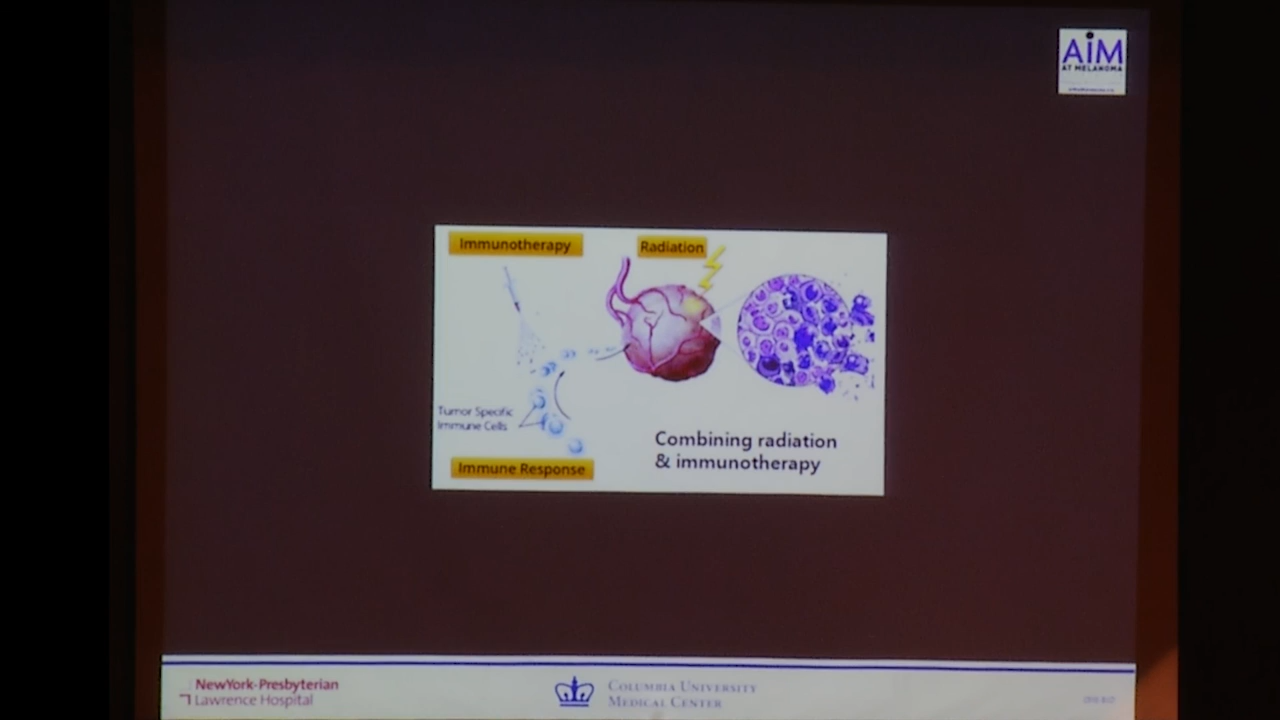 AiM
AT MELANOMA
Immunotherapy
Radiation
Tumor Specific
Immune Cells
Immune Response
Combining radiation
& immunotherapy
NewYork-Presbyterian
Lawrence Hospital
COLUMBIA UNIVERSITY
MEDICAL CENTER